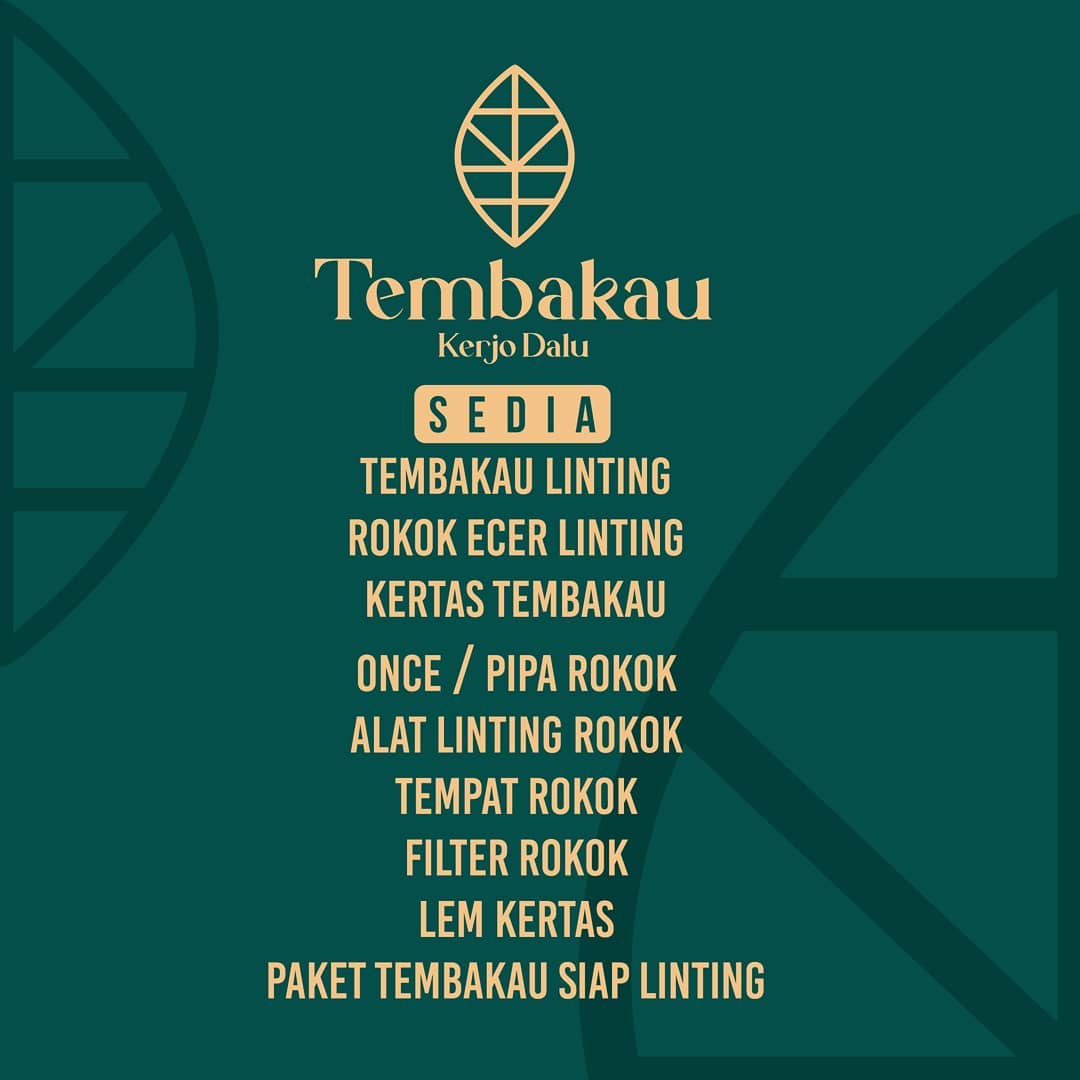 Tembakau
Kerjo Dalu
SEDIA
TEMBAKAU LINTING
ROKOK ECER LINTING
KERTAS TEMBAKAU
ONCE / PIPA ROKOK
ALAT LINTING ROKOK
TEMPAT ROKOK
FILTER ROKOK
LEM KERTAS
PAKET TEMBAKAU SIAP LINTING